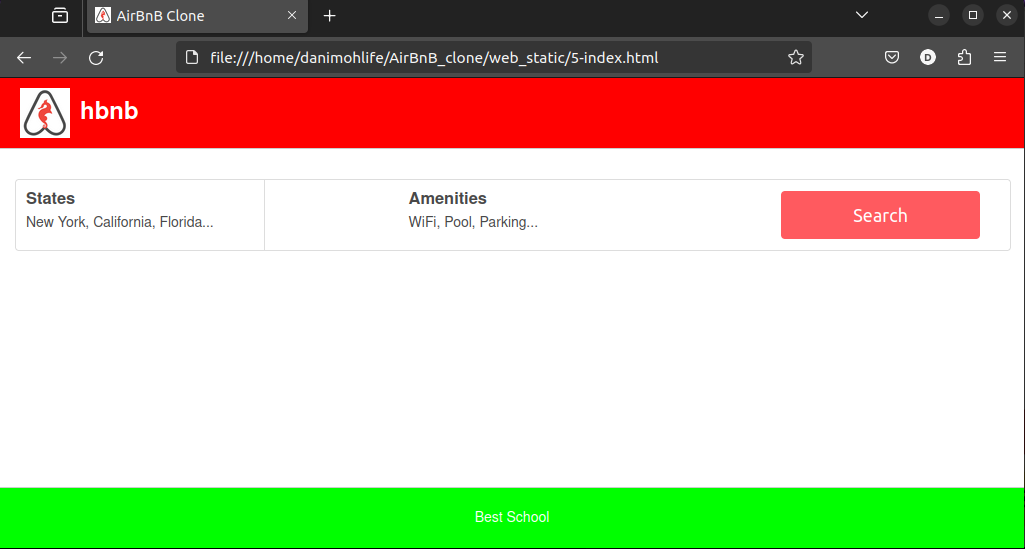 AirBnB Clone
file:///home/danimohlife/AirBnB_clone/web_static/5-index.html
D
hbnb
States
Amenities
Search
New York, California, Florida...
WiFi, Pool, Parking...
Best School